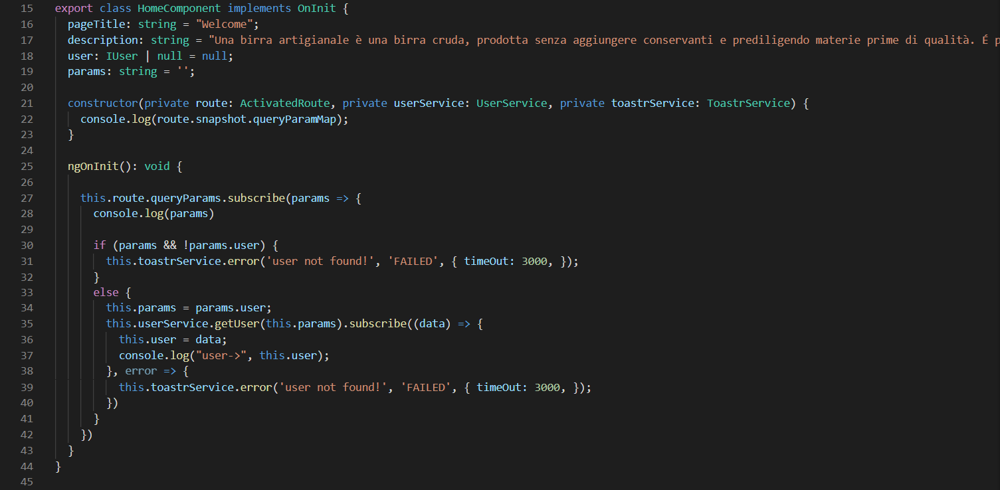 15 export class HomeComponent implements OnInit {
16 pageTitle: string = "Welcome";
17 description: string = "Una birra artigianale è una birra cruda, prodotta senza aggiungere conservanti e prediligendo materie prime di qualità. É p
18 user: IUser | null = null;
19 params: string = '';
20
21 constructor(private route: ActivatedRoute, private userService: UserService, private toastrService: ToastrService) {
22 console.log(route.snapshot.queryParamMap);
23 }
24
25 ngOnInit(): void {
26
27 this.route.queryParams.subscribe(params => {
28 console.log(params)
29
30 if (params && !params.user) {
31 this.toastrService.error('user not found!', 'FAILED', { timeOut: 3000, });
32 }
33 else {
34 this.params = params.user;
35 this.userService.getUser(this.params).subscribe((data) => {
36 this.user = data;
37 console.log("user->", this.user);
38 }, error => {
39 this.toastrService.error('user not found!', 'FAILED', { timeOut: 3000, });
40 })
41 }
42 })
43 }
44 }
45